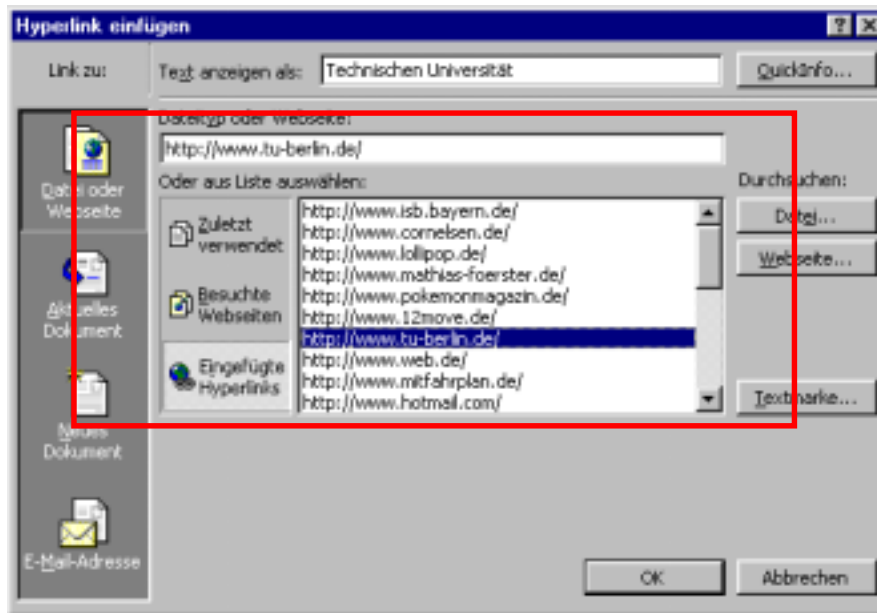 Hyperlink einfügen
Link zu:
Text anzeigen als: Technischen Universität
QuickInfo...
Dateityp oder Webseite:
http://www.tu-berlin.de/
Oder aus Liste auswählen:
Datei oder
Webseite
Aktuelles
Dokument
Neues
Dokument
E-Mail-Adresse
Zuletzt
verwendet
Besuchte
Webseiten
Eingefügte
Hyperlinks
http://www.isb.bayern.de/
http://www.cornelsen.de/
http://www.lollipop.de/
http://www.mathias-foerster.de/
http://www.pokemonmagazin.de/
http://www.12move.de/
http://www.tu-berlin.de/
http://www.web.de/
http://www.mitfahrplan.de/
http://www.hotmail.com/
Durchsuchen:
Datei...
Webseite...
Textmarke...
OK
Abbrechen